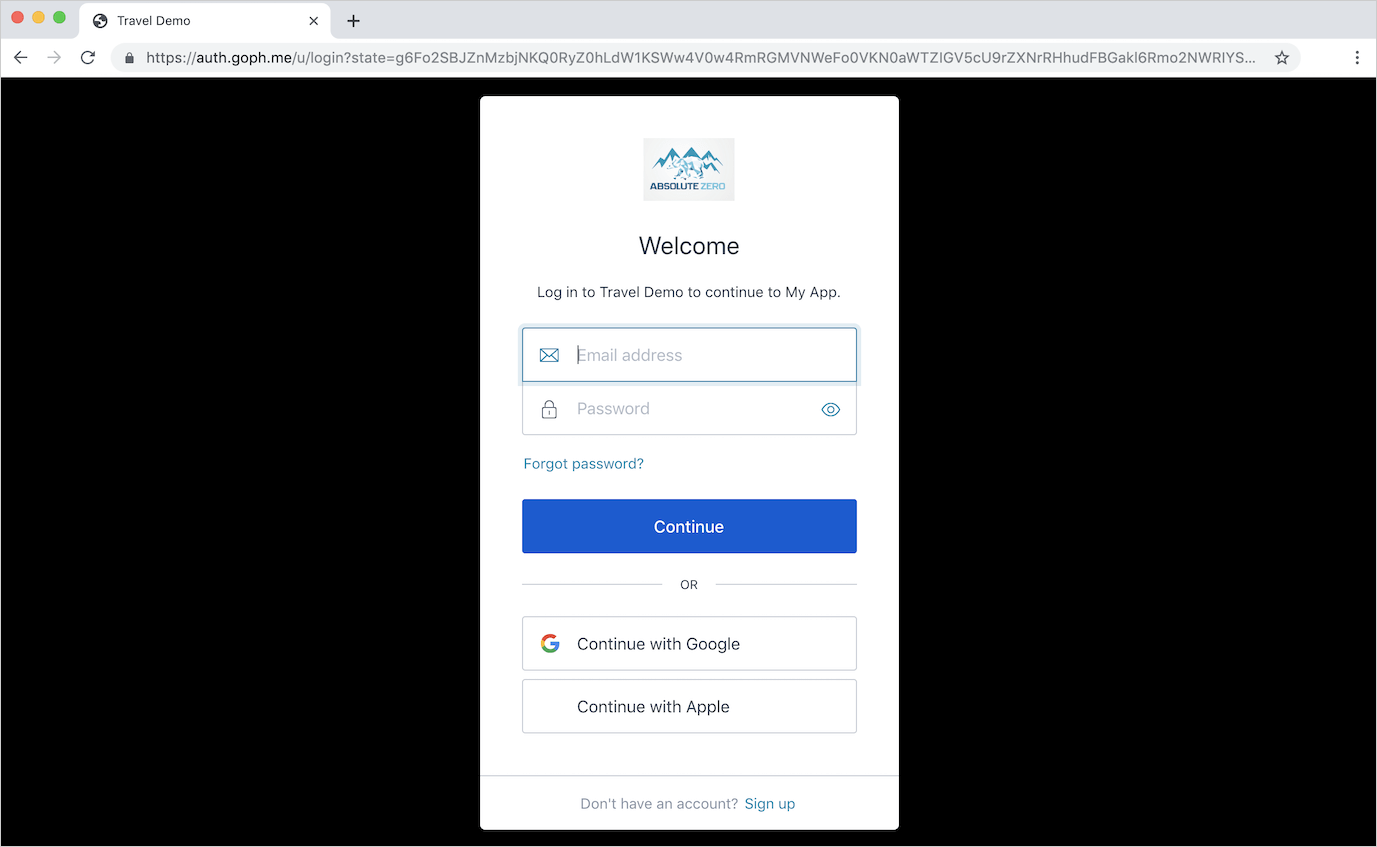 Travel Demo
https://auth.goph.me/u/login?state=g6Fo2SBJZnMzbjNKQ0RyZ0hLdW1KSWw4V0w4RmRGMVNWeFo0VKN0aWTZIGV5cU9rZXNrRHhudFBGakl6Rmo2NWRIYS...
ABSOLUTE ZERO
Welcome
Log in to Travel Demo to continue to My App.
Email address
Password
Forgot password?
Continue
OR
Continue with Google
Continue with Apple
Don't have an account? Sign up